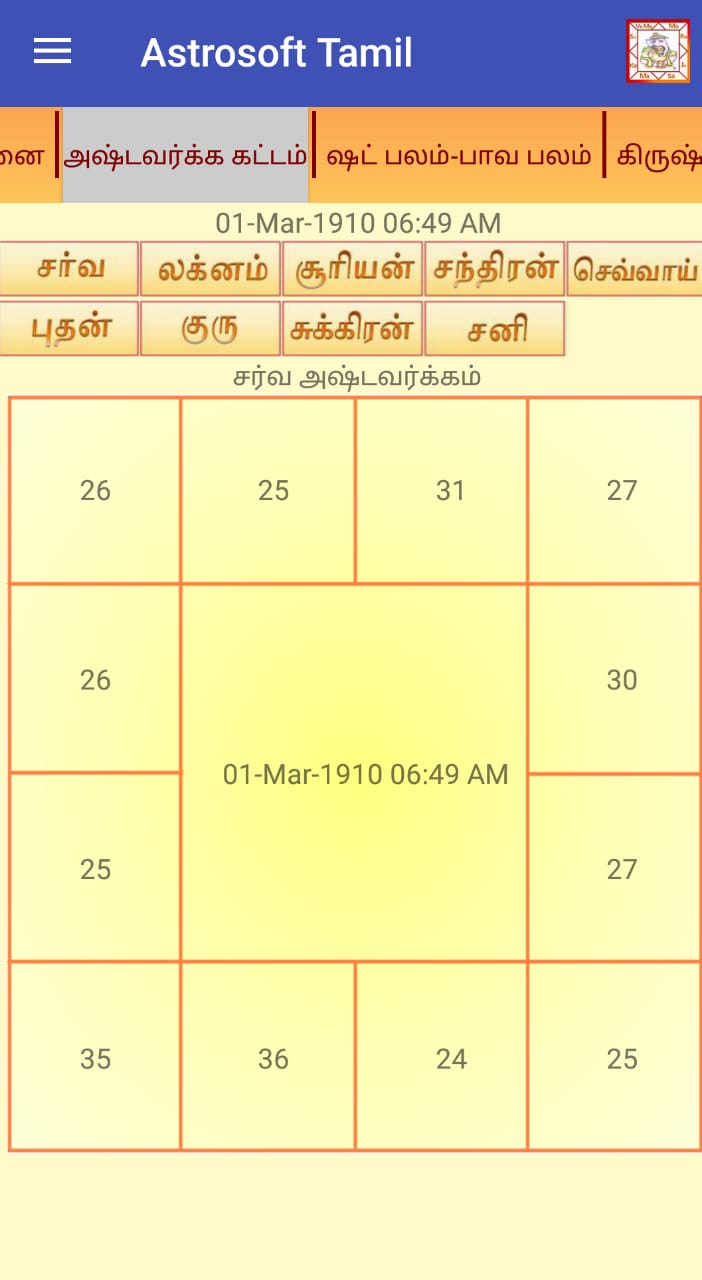 Astrosoft Tamil
னை அஷ்டவர்க்க கட்டம் ஷட் பலம்-பாவ பலம் கிருஷ்
01-Mar-1910 06:49 AM
சர்வ லக்னம் சூரியன் சந்திரன் செவ்வாய்
புதன் குரு சுக்கிரன் சனி
சர்வ அஷ்டவர்க்கம்
26 25 31 27
26 30
01-Mar-1910 06:49 AM
25 27
35 36 24 25